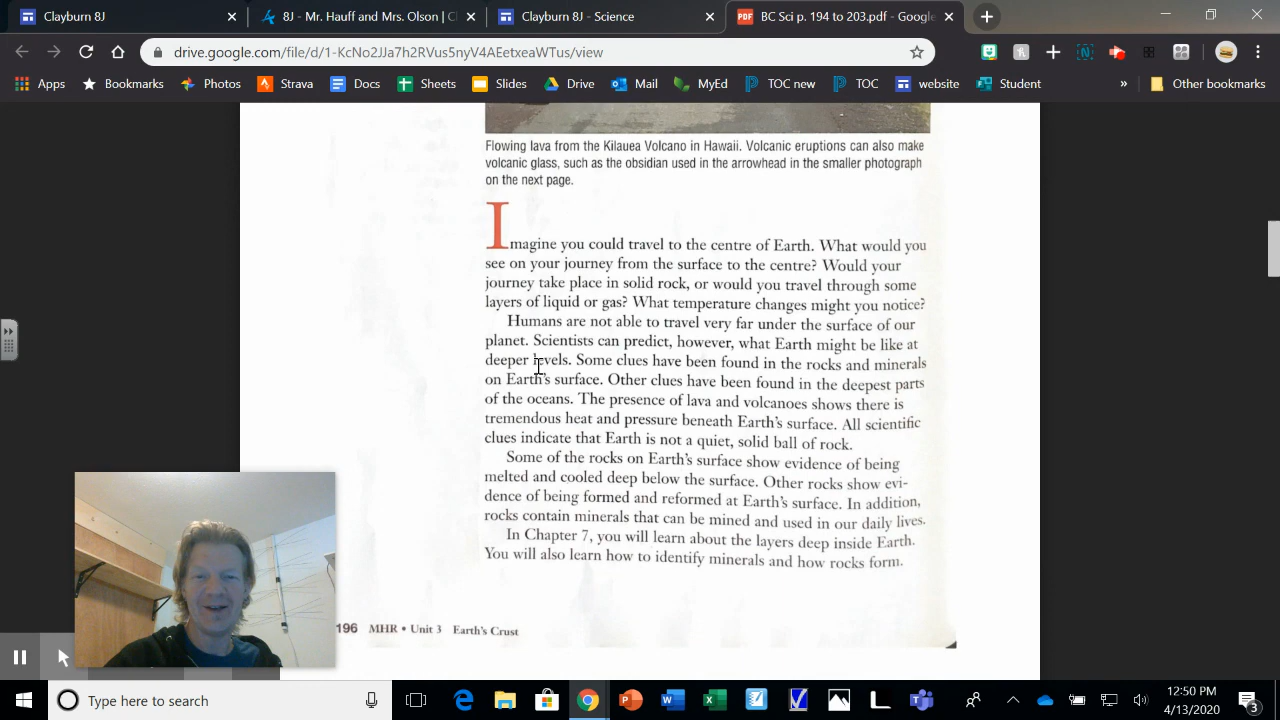 Clayburn 8J
8J - Mr. Hauff and Mrs. Olson | Cl
Clayburn 8J - Science
PDF
BC Sci p. 194 to 203.pdf - Google
drive.google.com/file/d/1-KcNo2JJa7h2RVus5nyV4AEetxeaWTus/view
Apps
Bookmarks
Photos
Strava
Docs
Sheets
Slides
Drive
Mail
MyEd
TOC new
TOC
website
Student
»
Other bookmarks
Flowing lava from the Kilauea Volcano in Hawaii. Volcanic eruptions can also make
volcanic glass, such as the obsidian used in the arrowhead in the smaller photograph
on the next page.
Imagine you could travel to the centre of Earth. What would you
see on your journey from the surface to the centre? Would your
journey take place in solid rock, or would you travel through some
layers of liquid or gas? What temperature changes might you notice?
Humans are not able to travel very far under the surface of our
planet. Scientists can predict, however, what Earth might be like at
deeper levels. Some clues have been found in the rocks and minerals
on Earth's surface. Other clues have been found in the deepest parts
of the oceans. The presence of lava and volcanoes shows there is
tremendous heat and pressure beneath Earth's surface. All scientific
clues indicate that Earth is not a quiet, solid ball of rock.
Some of the rocks on Earth's surface show evidence of being
melted and cooled deep below the surface. Other rocks show evi-
dence of being formed and reformed at Earth's surface. In addition,
rocks contain minerals that can be mined and used in our daily lives.
In Chapter 7, you will learn about the layers deep inside Earth.
You will also learn how to identify minerals and how rocks form.
196 MHR • Unit 3 Earth's Crust
Type here to search
12:50 PM
4/13/2020
3